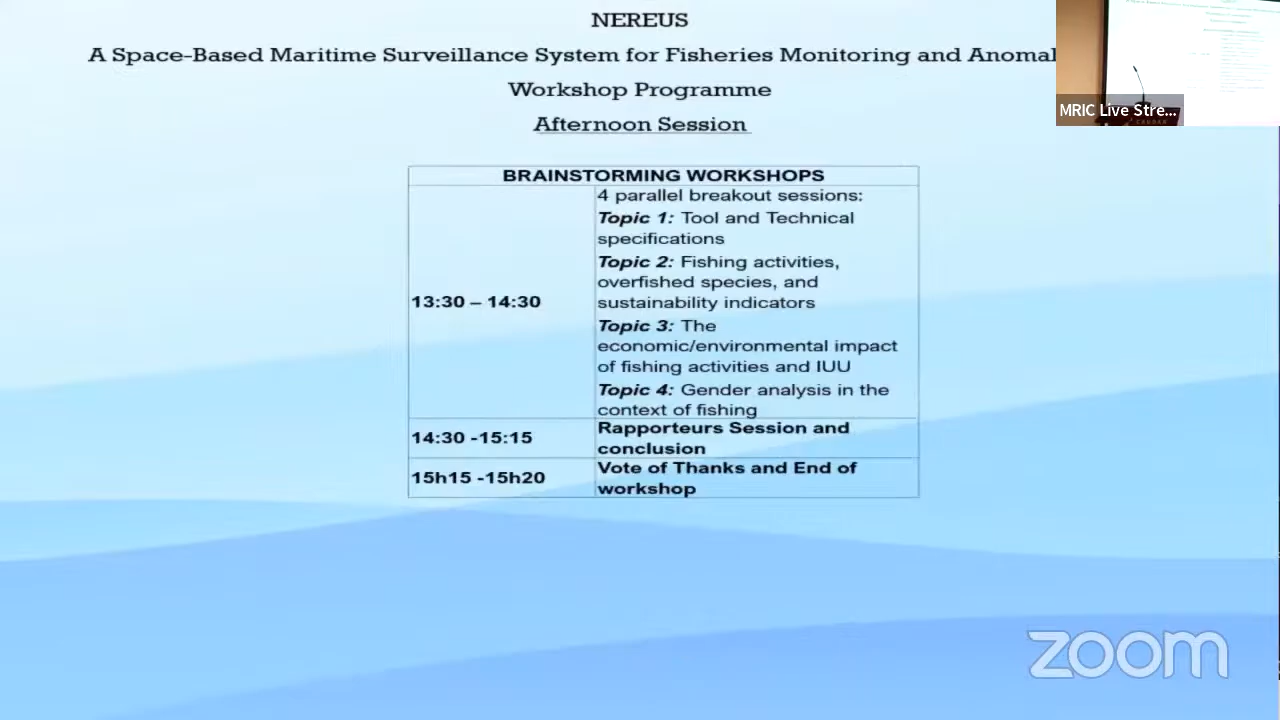 NEREUS
A Space-Based Maritime Surveillance System for Fisheries Monitoring and Anomal
Workshop Programme
Afternoon Session
MRIC Live Stre...
BRAINSTORMING WORKSHOPS
13:30 – 14:30
4 parallel breakout sessions:
Topic 1: Tool and Technical
specifications
Topic 2: Fishing activities,
overfished species, and
sustainability indicators
Topic 3: The
economic/environmental impact
of fishing activities and IUU
Topic 4: Gender analysis in the
context of fishing
14:30 -15:15
Rapporteurs Session and
conclusion
15h15 -15h20
Vote of Thanks and End of
workshop
zoom